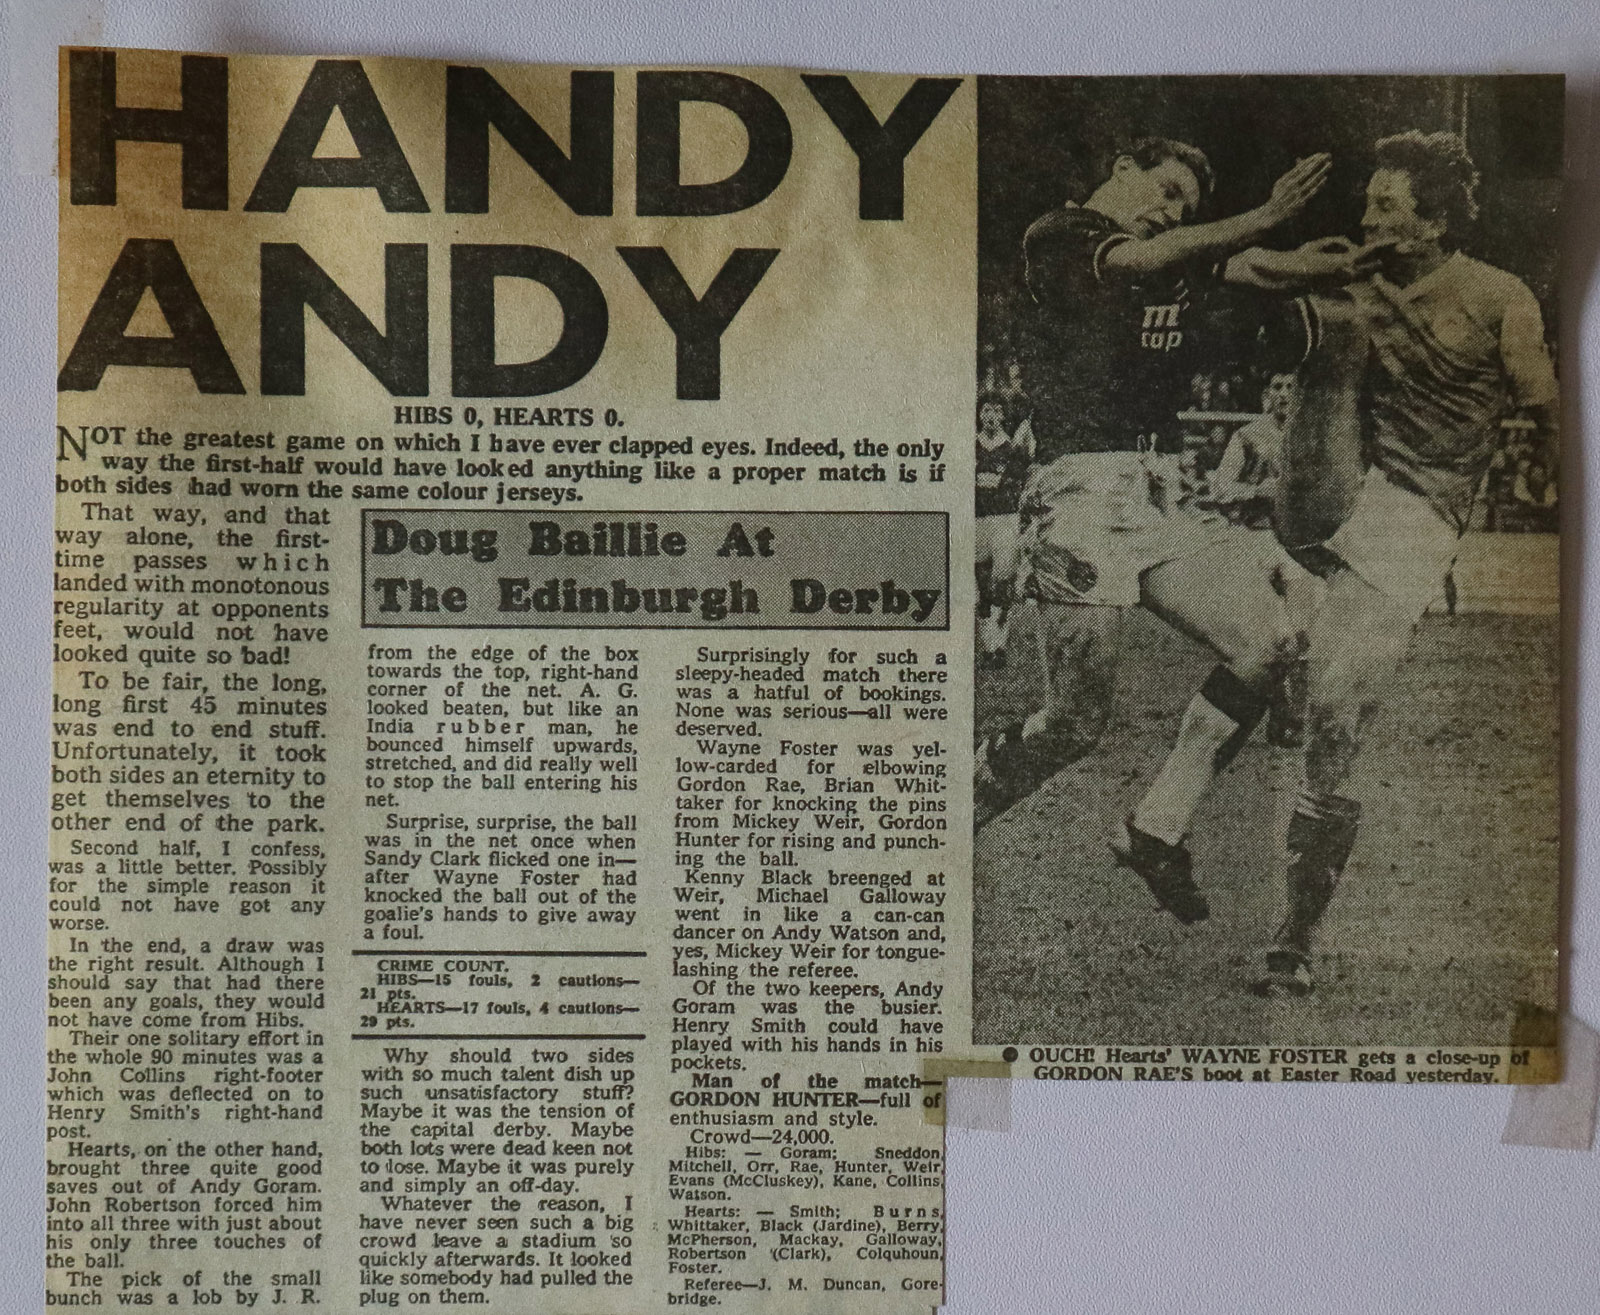 HANDY
ANDY
HIBS 0, HEARTS 0.
NOT the greatest game on which I have ever clapped eyes. Indeed, the only
way the first-half would have looked anything like a proper match is if
both sides had worn the same colour jerseys.
That way, and that
way alone, the first-
time passes which
landed with monotonous
regularity at opponents
feet, would not have
looked quite so bad!
To be fair, the long,
long first 45 minutes
was end to end stuff.
Unfortunately, it took
both sides an eternity to
get themselves to the
other end of the park.
Second half, I confess,
was a little better. Possibly
for the simple reason it
could not have got any
worse.
In the end, a draw was
the right result. Although I
should say that had there
been any goals, they would
not have come from Hibs.
Their one solitary effort in
the whole 90 minutes was a
John Collins right-footer
which was deflected on to
Henry Smith's right-hand
post.
Hearts, on the other hand,
brought three quite good
saves out of Andy Goram.
John Robertson forced him
into all three with just about
his only three touches of
the ball.
The pick of the small
bunch was a lob by J. R.
Doug Baillie At
The Edinburgh Derby
from the edge of the box
towards the top, right-hand
corner of the net. A. G.
looked beaten, but like an
India rubber man, he
bounced himself upwards,
stretched, and did really well
to stop the ball entering his
net.
Surprise, surprise, the ball
was in the net once when
Sandy Clark flicked one in—
after Wayne Foster had
knocked the ball out of the
goalie's hands to give away
a foul.
CRIME COUNT.
HIBS—15 fouls, 2 cautions—
21 pts.
HEARTS—17 fouls, 4 cautions—
29 pts.
Why should two sides
with so much talent dish up
such unsatisfactory stuff?
Maybe it was the tension of
the capital derby. Maybe
both lots were dead keen not
to lose. Maybe it was purely
and simply an off-day.
Whatever the reason, I
have never seen such a big
crowd leave a stadium so
quickly afterwards. It looked
like somebody had pulled the
plug on them.
Surprisingly for such a
sleepy-headed match there
was a hatful of bookings.
None was serious—all were
deserved.
Wayne Foster was yel-
low-carded for elbowing
Gordon Rae, Brian Whit-
taker for knocking the pins
from Mickey Weir, Gordon
Hunter for rising and punch-
ing the ball.
Kenny Black breenged at
Weir, Michael Galloway
went in like a can-can
dancer on Andy Watson and,
yes, Mickey Weir for tongue-
lashing the referee.
Of the two keepers, Andy
Goram was the busier.
Henry Smith could have
played with his hands in his
pockets.
Man of the match—
GORDON HUNTER—full of
enthusiasm and style.
Crowd—24,000.
Hibs: — Goram; Sneddon,
Mitchell, Orr, Rae, Hunter, Weir,
Evans (McCluskey), Kane, Collins,
Watson.
Hearts: — Smith; Burns,
Whittaker, Black (Jardine), Berry,
McPherson, Mackay, Galloway,
Robertson (Clark), Colquhoun,
Foster.
Referee—J. M. Duncan, Gore-
bridge.
m
cap
● OUCH! Hearts' WAYNE FOSTER gets a close-up of
GORDON RAE'S boot at Easter Road yesterday.